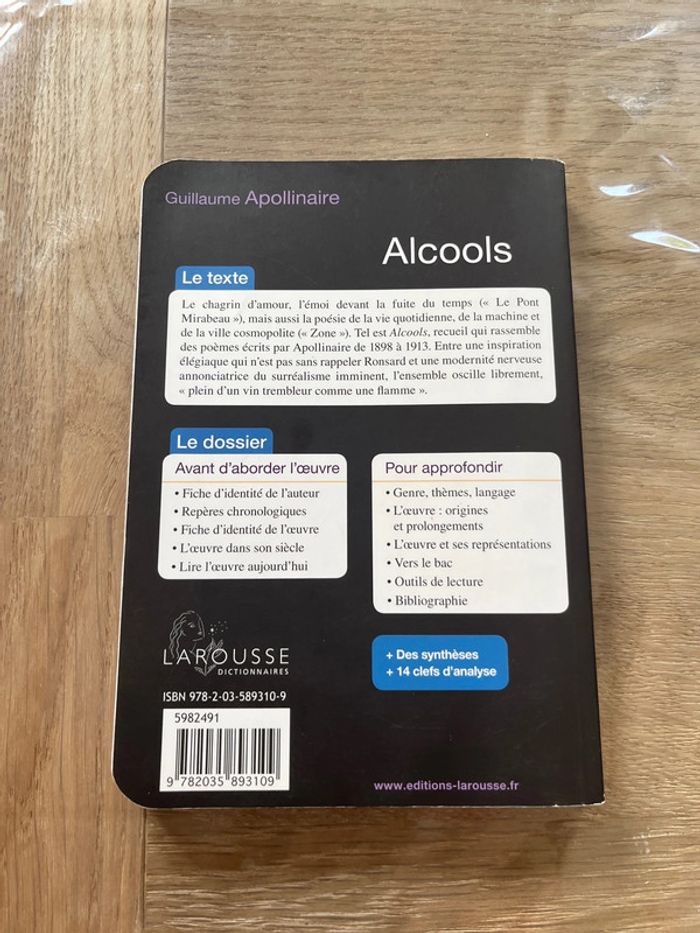 Guillaume Apollinaire
Alcools
Le texte
Le chagrin d'amour, l'émoi devant la fuite du temps (« Le Pont
Mirabeau »), mais aussi la poésie de la vie quotidienne, de la machine et
de la ville cosmopolite (« Zone »). Tel est Alcools, recueil qui rassemble
des poèmes écrits par Apollinaire de 1898 à 1913. Entre une inspiration
élégiaque qui n'est pas sans rappeler Ronsard et une modernité nerveuse
annonciatrice du surréalisme imminent, l'ensemble oscille librement,
« plein d'un vin trembleur comme une flamme ».
Le dossier
Avant d'aborder l'œuvre
• Fiche d'identité de l'auteur
• Repères chronologiques
• Fiche d'identité de l'œuvre
• L'œuvre dans son siècle
• Lire l'œuvre aujourd'hui
Pour approfondir
• Genre, thèmes, langage
• L'œuvre : origines
et prolongements
• L'œuvre et ses représentations
• Vers le bac
• Outils de lecture
• Bibliographie
+ Des synthèses
+ 14 clefs d'analyse
LAROUSSE
DICTIONNAIRES
ISBN 978-2-03-589310-9
5982491
9 782035 893109
www.editions-larousse.fr